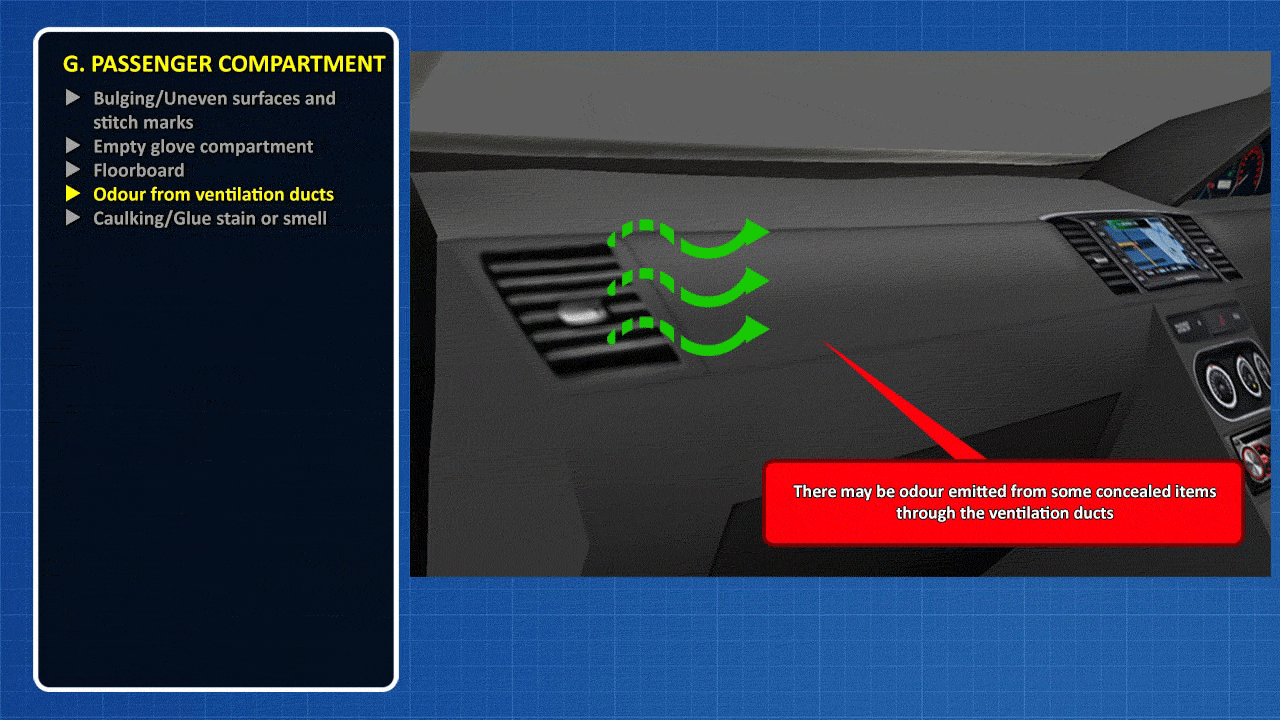 G. PASSENGER COMPARTMENT
Bulging/Uneven surfaces and
stitch marks
Empty glove compartment
Floorboard
Odour from ventilation ducts
Caulking/Glue stain or smell
There may be odour emitted from some concealed items
through the ventilation ducts